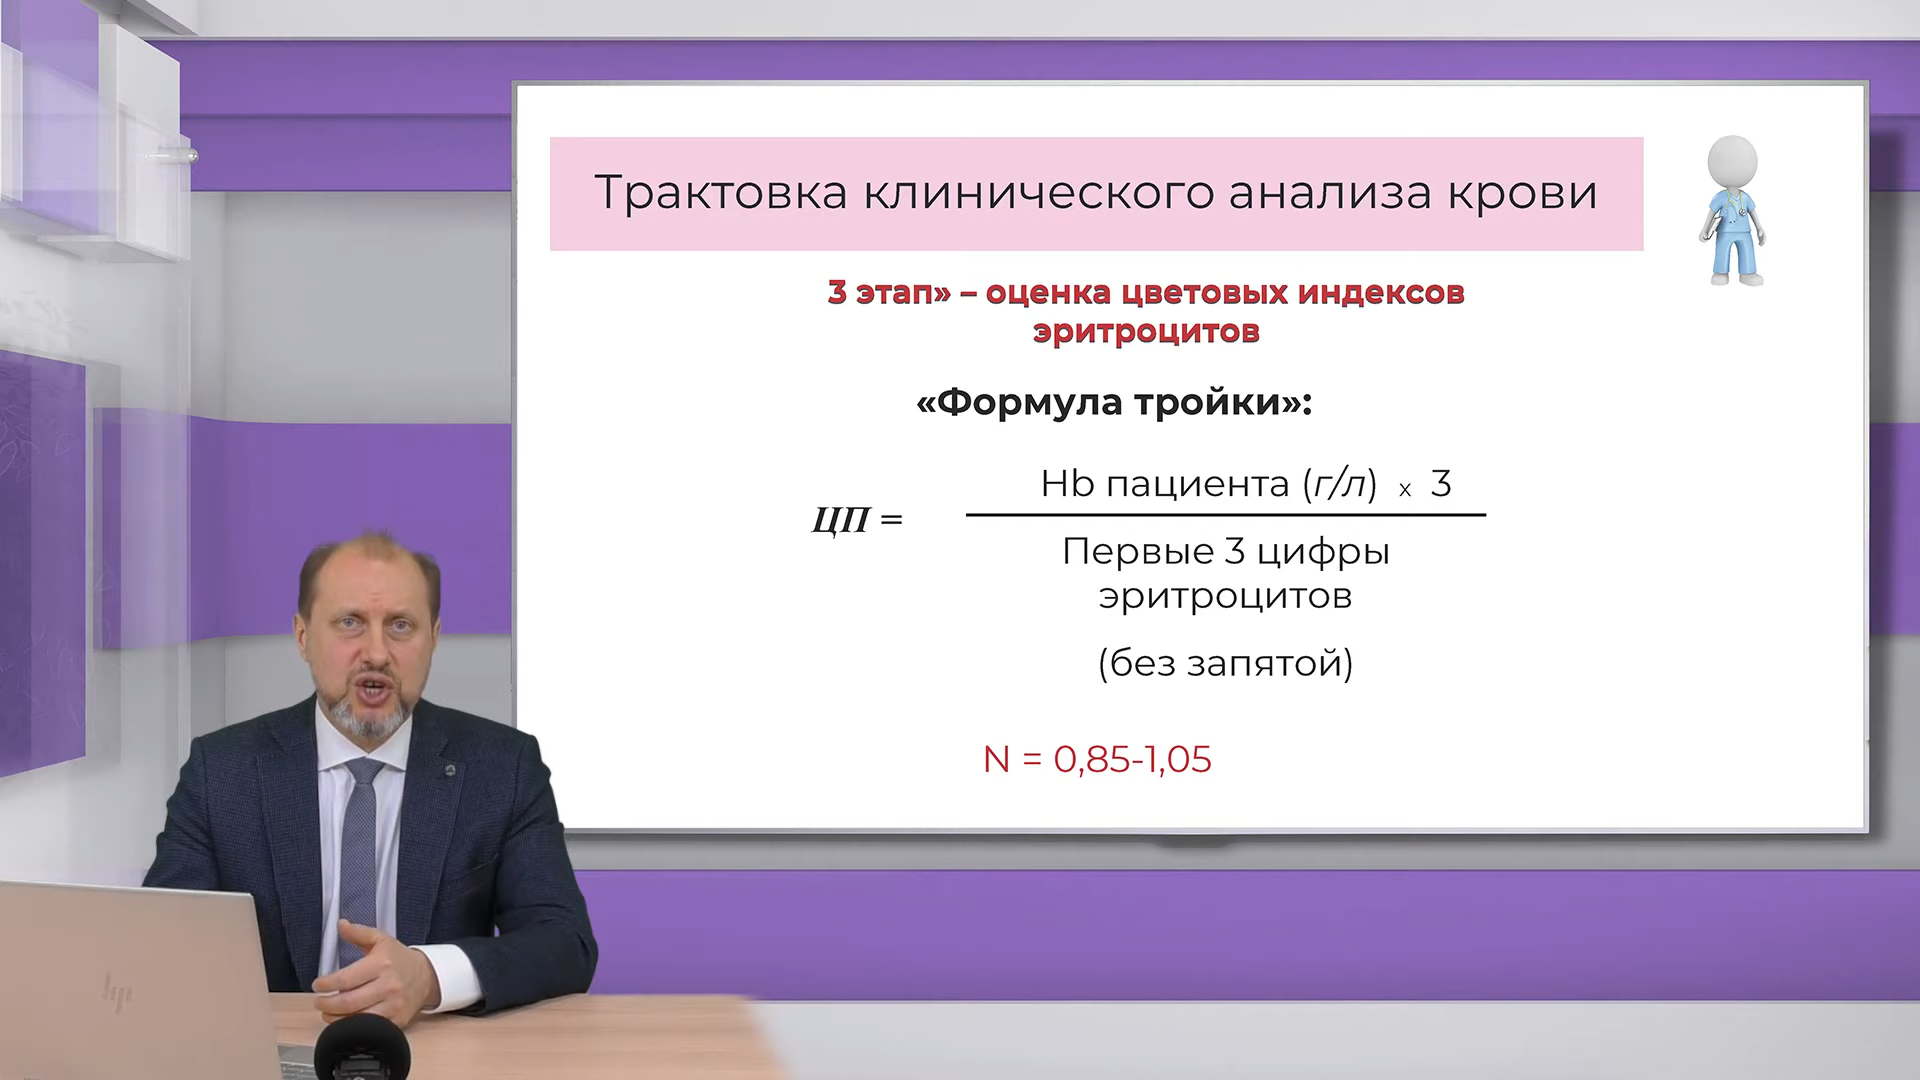 Трактовка клинического анализа крови
3 этап» – оценка цветовых индексов
эритроцитов
«Формула тройки»:
ЦП =
Hb пациента (г/л) x 3
Первые 3 цифры
эритроцитов
(без запятой)
N = 0,85-1,05
hp